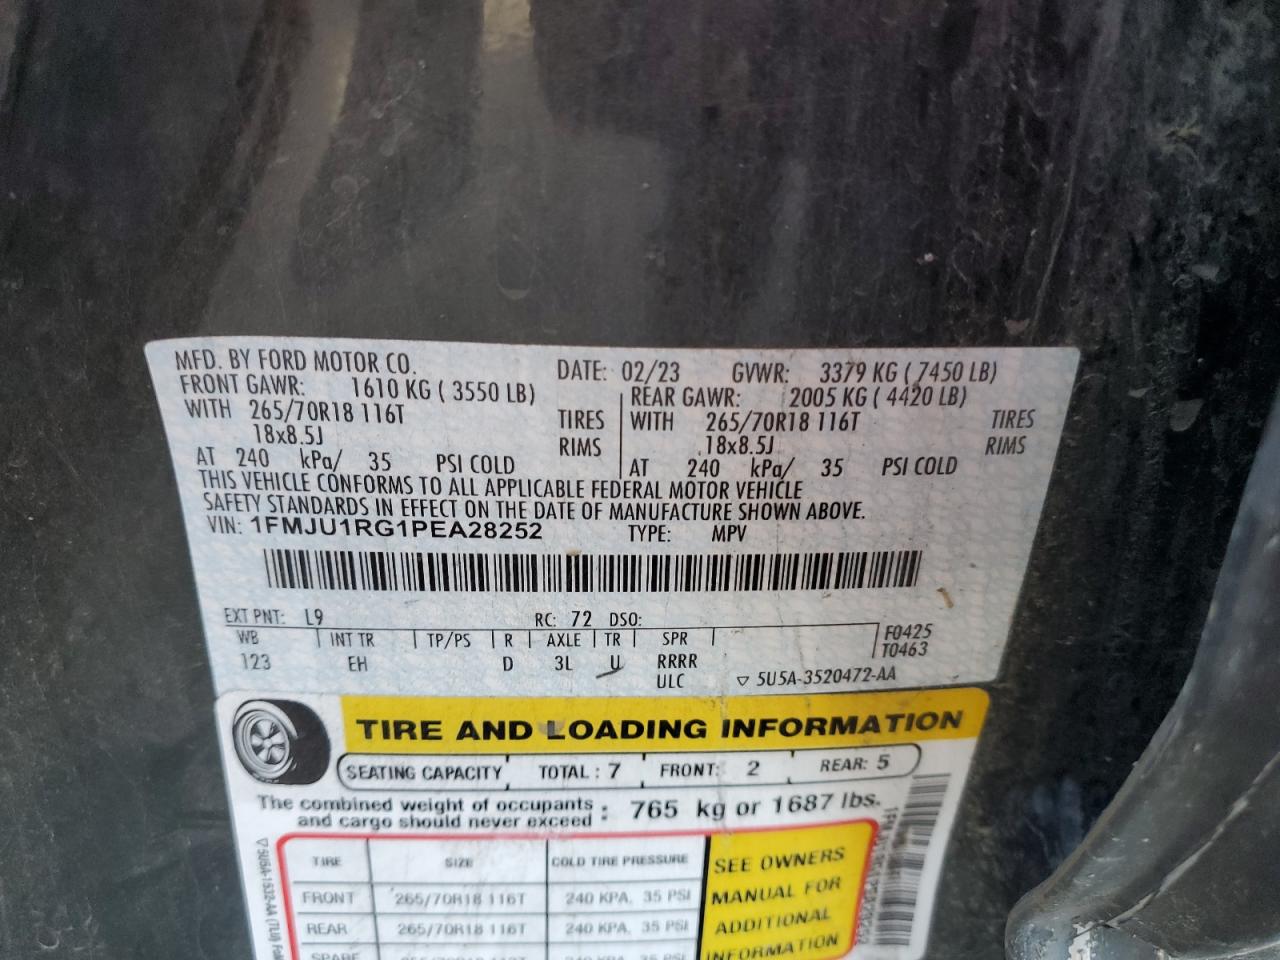 MFD. BY FORD MOTOR CO.
DATE: 02/23 GVWR: 3379 KG ( 7450 LB)
FRONT GAWR: 1610 KG ( 3550 LB)
REAR GAWR: 2005 KG ( 4420 LB)
WITH 265/70R18 116T TIRES
WITH 265/70R18 116T TIRES
18x8.5J RIMS
18x8.5J RIMS
AT 240 kPa/ 35 PSI COLD
AT 240 kPa/ 35 PSI COLD
THIS VEHICLE CONFORMS TO ALL APPLICABLE FEDERAL MOTOR VEHICLE
SAFETY STANDARDS IN EFFECT ON THE DATE OF MANUFACTURE SHOWN ABOVE.
VIN: 1FMJU1RG1PEA28252 TYPE: MPV
EXT PNT: L9 RC: 72 DSO:
WB INT TR TP/PS R AXLE TR SPR
F0425
T0463
123 EH D 3L U RRRR
ULC
▽ 5U5A-3520472-AA
TIRE AND LOADING INFORMATION
SEATING CAPACITY TOTAL : 7 FRONT: 2 REAR: 5
The combined weight of occupants
and cargo should never exceed : 765 kg or 1687 lbs.
TIRE SIZE COLD TIRE PRESSURE
FRONT 265/70R18 116T 240 KPA, 35 PSI
REAR 265/70R18 116T 240 KPA, 35 PSI
SPARE
SEE OWNERS
MANUAL FOR
ADDITIONAL
INFORMATION
▽ 5U5A-1532-AA (TLU)